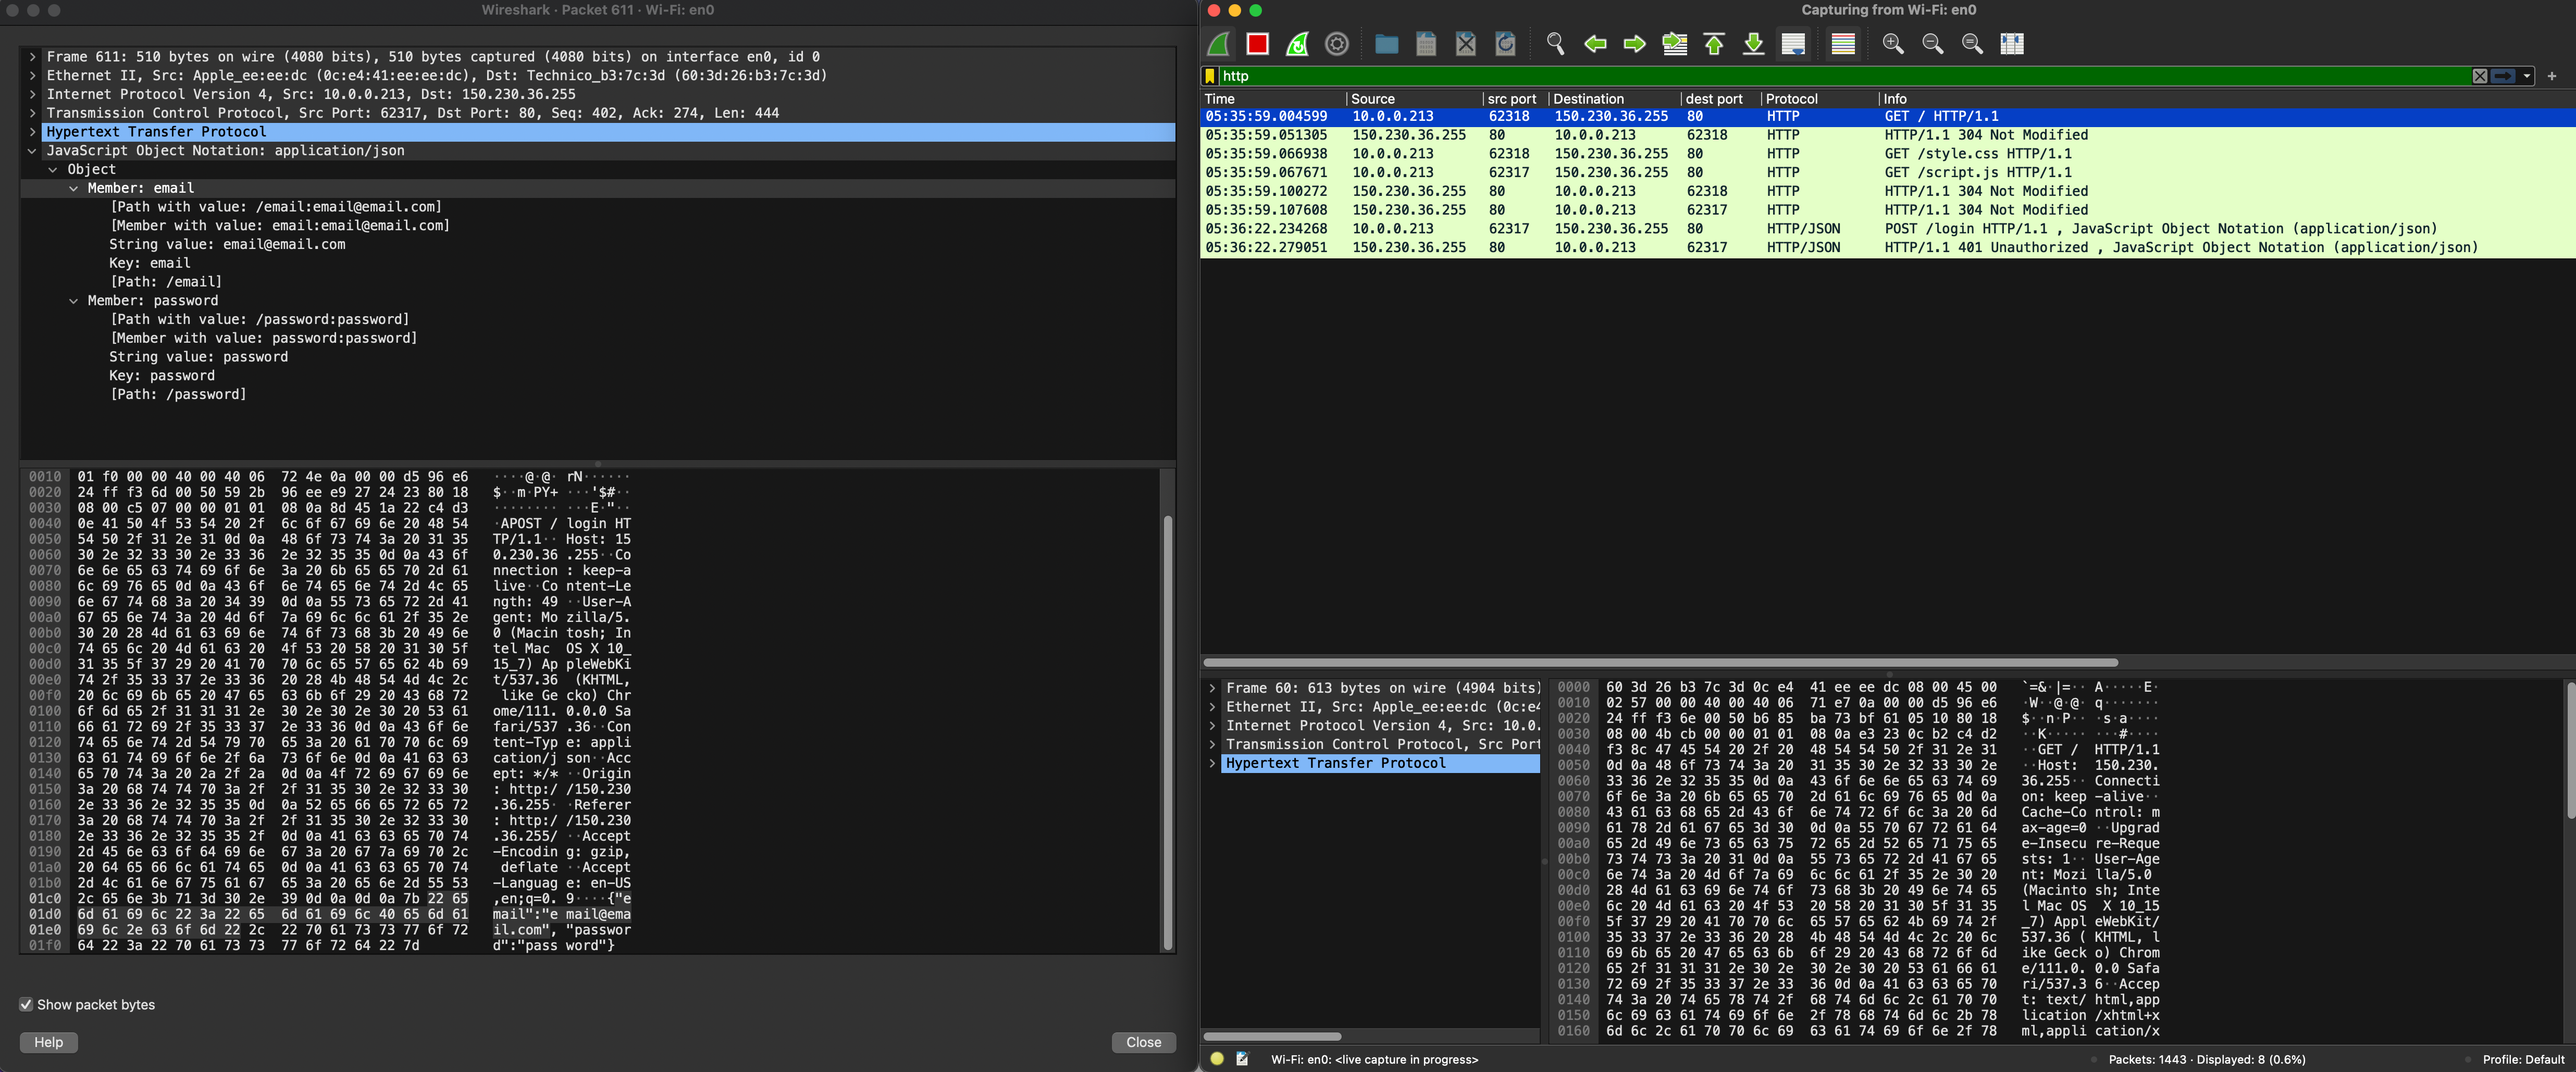 Wireshark · Packet 611 · Wi-Fi: en0
Frame 611: 510 bytes on wire (4080 bits), 510 bytes captured (4080 bits) on interface en0, id 0
Ethernet II, Src: Apple_ee:ee:dc (0c:e4:41:ee:ee:dc), Dst: Technico_b3:7c:3d (60:3d:26:b3:7c:3d)
Internet Protocol Version 4, Src: 10.0.0.213, Dst: 150.230.36.255
Transmission Control Protocol, Src Port: 62317, Dst Port: 80, Seq: 402, Ack: 274, Len: 444
Hypertext Transfer Protocol
JavaScript Object Notation: application/json
Object
Member: email
[Path with value: /email:email@email.com]
[Member with value: email:email@email.com]
String value: email@email.com
Key: email
[Path: /email]
Member: password
[Path with value: /password:password]
[Member with value: password:password]
String value: password
Key: password
[Path: /password]
0010 01 f0 00 00 40 00 40 06 72 4e 0a 00 00 d5 96 e6 ····@·@· rN······
0020 24 ff f3 6d 00 50 59 2b 96 ee e9 27 24 23 80 18 $··m·PY+ ···'$#··
0030 08 00 c5 07 00 00 01 01 08 0a 8d 45 1a 22 c4 d3 ········ ···E·"··
0040 0e 41 50 4f 53 54 20 2f 6c 6f 67 69 6e 20 48 54 ·APOST / login HT
0050 54 50 2f 31 2e 31 0d 0a 48 6f 73 74 3a 20 31 35 TP/1.1·· Host: 15
0060 30 2e 32 33 30 2e 33 36 2e 32 35 35 0d 0a 43 6f 0.230.36 .255··Co
0070 6e 6e 65 63 74 69 6f 6e 3a 20 6b 65 65 70 2d 61 nnection : keep-a
0080 6c 69 76 65 0d 0a 43 6f 6e 74 65 6e 74 2d 4c 65 live··Co ntent-Le
0090 6e 67 74 68 3a 20 34 39 0d 0a 55 73 65 72 2d 41 ngth: 49 ··User-A
00a0 67 65 6e 74 3a 20 4d 6f 7a 69 6c 6c 61 2f 35 2e gent: Mo zilla/5.
00b0 30 20 28 4d 61 63 69 6e 74 6f 73 68 3b 20 49 6e 0 (Macin tosh; In
00c0 74 65 6c 20 4d 61 63 20 4f 53 20 58 20 31 30 5f tel Mac OS X 10_
00d0 31 35 5f 37 29 20 41 70 70 6c 65 57 65 62 4b 69 15_7) Ap pleWebKi
00e0 74 2f 35 33 37 2e 33 36 20 28 4b 48 54 4d 4c 2c t/537.36 (KHTML,
00f0 20 6c 69 6b 65 20 47 65 63 6b 6f 29 20 43 68 72 like Ge cko) Chr
0100 6f 6d 65 2f 31 31 31 2e 30 2e 30 2e 30 20 53 61 ome/111. 0.0.0 Sa
0110 66 61 72 69 2f 35 33 37 2e 33 36 0d 0a 43 6f 6e fari/537 .36··Con
0120 74 65 6e 74 2d 54 79 70 65 3a 20 61 70 70 6c 69 tent-Typ e: appli
0130 63 61 74 69 6f 6e 2f 6a 73 6f 6e 0d 0a 41 63 63 cation/j son··Acc
0140 65 70 74 3a 20 2a 2f 2a 0d 0a 4f 72 69 67 69 6e ept: */* ··Origin
0150 3a 20 68 74 74 70 3a 2f 2f 31 35 30 2e 32 33 30 : http:/ /150.230
0160 2e 33 36 2e 32 35 35 0d 0a 52 65 66 65 72 65 72 .36.255· ·Referer
0170 3a 20 68 74 74 70 3a 2f 2f 31 35 30 2e 32 33 30 : http:/ /150.230
0180 2e 33 36 2e 32 35 35 2f 0d 0a 41 63 63 65 70 74 .36.255/ ··Accept
0190 2d 45 6e 63 6f 64 69 6e 67 3a 20 67 7a 69 70 2c -Encodin g: gzip,
01a0 20 64 65 66 6c 61 74 65 0d 0a 41 63 63 65 70 74 deflate ··Accept
01b0 2d 4c 61 6e 67 75 61 67 65 3a 20 65 6e 2d 55 53 -Languag e: en-US
01c0 2c 65 6e 3b 71 3d 30 2e 39 0d 0a 0d 0a 7b 22 65 ,en;q=0. 9····{"e
01d0 6d 61 69 6c 22 3a 22 65 6d 61 69 6c 40 65 6d 61 mail":"e mail@ema
01e0 69 6c 2e 63 6f 6d 22 2c 22 70 61 73 73 77 6f 72 il.com", "passwor
01f0 64 22 3a 22 70 61 73 73 77 6f 72 64 22 7d d":"pass word"}
Show packet bytes
Help
Close
Capturing from Wi-Fi: en0
http
Time Source src port Destination dest port Protocol Info
05:35:59.004599 10.0.0.213 62318 150.230.36.255 80 HTTP GET / HTTP/1.1
05:35:59.051305 150.230.36.255 80 10.0.0.213 62318 HTTP HTTP/1.1 304 Not Modified
05:35:59.066938 10.0.0.213 62318 150.230.36.255 80 HTTP GET /style.css HTTP/1.1
05:35:59.067671 10.0.0.213 62317 150.230.36.255 80 HTTP GET /script.js HTTP/1.1
05:35:59.100272 150.230.36.255 80 10.0.0.213 62318 HTTP HTTP/1.1 304 Not Modified
05:35:59.107608 150.230.36.255 80 10.0.0.213 62317 HTTP HTTP/1.1 304 Not Modified
05:36:22.234268 10.0.0.213 62317 150.230.36.255 80 HTTP/JSON POST /login HTTP/1.1 , JavaScript Object Notation (application/json)
05:36:22.279051 150.230.36.255 80 10.0.0.213 62317 HTTP/JSON HTTP/1.1 401 Unauthorized , JavaScript Object Notation (application/json)
Frame 60: 613 bytes on wire (4904 bits)
Ethernet II, Src: Apple_ee:ee:dc (0c:e4
Internet Protocol Version 4, Src: 10.0.
Transmission Control Protocol, Src Port
Hypertext Transfer Protocol
0000 60 3d 26 b3 7c 3d 0c e4 41 ee ee dc 08 00 45 00 `=&·|=·· A·····E·
0010 02 57 00 00 40 00 40 06 71 e7 0a 00 00 d5 96 e6 ·W··@·@· q·······
0020 24 ff f3 6e 00 50 b6 85 ba 73 bf 61 05 10 80 18 $··n·P·· ·s·a····
0030 08 00 4b cb 00 00 01 01 08 0a e3 23 0c b2 c4 d2 ··K····· ···#····
0040 f3 8c 47 45 54 20 2f 20 48 54 54 50 2f 31 2e 31 ··GET / HTTP/1.1
0050 0d 0a 48 6f 73 74 3a 20 31 35 30 2e 32 33 30 2e ··Host: 150.230.
0060 33 36 2e 32 35 35 0d 0a 43 6f 6e 6e 65 63 74 69 36.255·· Connecti
0070 6f 6e 3a 20 6b 65 65 70 2d 61 6c 69 76 65 0d 0a on: keep -alive··
0080 43 61 63 68 65 2d 43 6f 6e 74 72 6f 6c 3a 20 6d Cache-Co ntrol: m
0090 61 78 2d 61 67 65 3d 30 0d 0a 55 70 67 72 61 64 ax-age=0 ··Upgrad
00a0 65 2d 49 6e 73 65 63 75 72 65 2d 52 65 71 75 65 e-Insecu re-Reque
00b0 73 74 73 3a 20 31 0d 0a 55 73 65 72 2d 41 67 65 sts: 1·· User-Age
00c0 6e 74 3a 20 4d 6f 7a 69 6c 6c 61 2f 35 2e 30 20 nt: Mozi lla/5.0
00d0 28 4d 61 63 69 6e 74 6f 73 68 3b 20 49 6e 74 65 (Macinto sh; Inte
00e0 6c 20 4d 61 63 20 4f 53 20 58 20 31 30 5f 31 35 l Mac OS X 10_15
00f0 5f 37 29 20 41 70 70 6c 65 57 65 62 4b 69 74 2f _7) Appl eWebKit/
0100 35 33 37 2e 33 36 20 28 4b 48 54 4d 4c 2c 20 6c 537.36 ( KHTML, l
0110 69 6b 65 20 47 65 63 6b 6f 29 20 43 68 72 6f 6d ike Geck o) Chrom
0120 65 2f 31 31 31 2e 30 2e 30 2e 30 20 53 61 66 61 e/111.0. 0.0 Safa
0130 72 69 2f 35 33 37 2e 33 36 0d 0a 41 63 63 65 70 ri/537.3 6··Accep
0140 74 3a 20 74 65 78 74 2f 68 74 6d 6c 2c 61 70 70 t: text/ html,app
0150 6c 69 63 61 74 69 6f 6e 2f 78 68 74 6d 6c 2b 78 lication /xhtml+x
0160 6d 6c 2c 61 70 70 6c 69 63 61 74 69 6f 6e 2f 78 ml,appli cation/x
Wi-Fi: en0: <live capture in progress>
Packets: 1443 · Displayed: 8 (0.6%)
Profile: Default